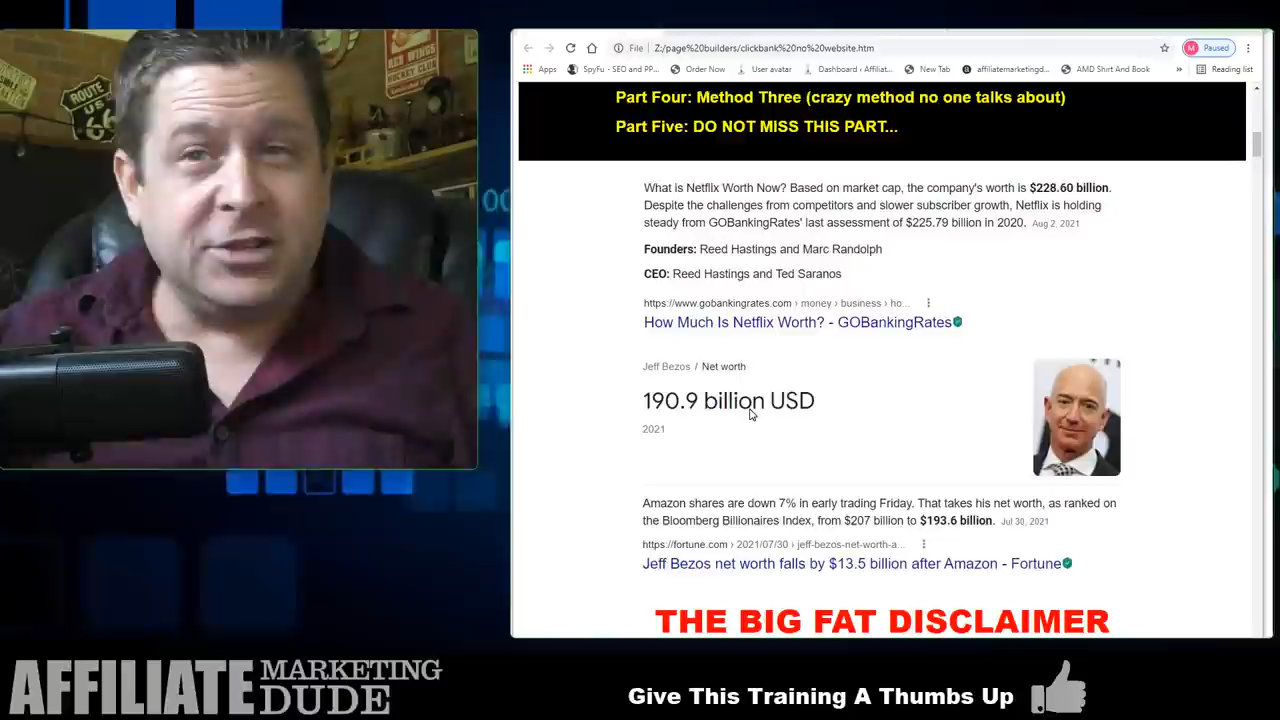 ROUTE
US
66
RED WINGS
HOCKEY CLUB
File
Z:/page%20builders/clickbank%20no%20website.htm
M
Paused
Apps
SpyFu - SEO and PP...
Order Now
User avatar
Dashboard ‹ Affiliat...
New Tab
affiliatemarketingd...
AMD Shirt And Book
»
Reading list
Part Four: Method Three (crazy method no one talks about)
Part Five: DO NOT MISS THIS PART...
What is Netflix Worth Now? Based on market cap, the company's worth is $228.60 billion.
Despite the challenges from competitors and slower subscriber growth, Netflix is holding
steady from GOBankingRates' last assessment of $225.79 billion in 2020. Aug 2, 2021
Founders: Reed Hastings and Marc Randolph
CEO: Reed Hastings and Ted Saranos
https://www.gobankingrates.com › money › business › ho...
How Much Is Netflix Worth? - GOBankingRates
Jeff Bezos / Net worth
190.9 billion USD
2021
Amazon shares are down 7% in early trading Friday. That takes his net worth, as ranked on
the Bloomberg Billionaires Index, from $207 billion to $193.6 billion. Jul 30, 2021
https://fortune.com › 2021/07/30 › jeff-bezos-net-worth-a...
Jeff Bezos net worth falls by $13.5 billion after Amazon - Fortune
THE BIG FAT DISCLAIMER
AFFILIATE MARKETING
DUDE
Give This Training A Thumbs Up